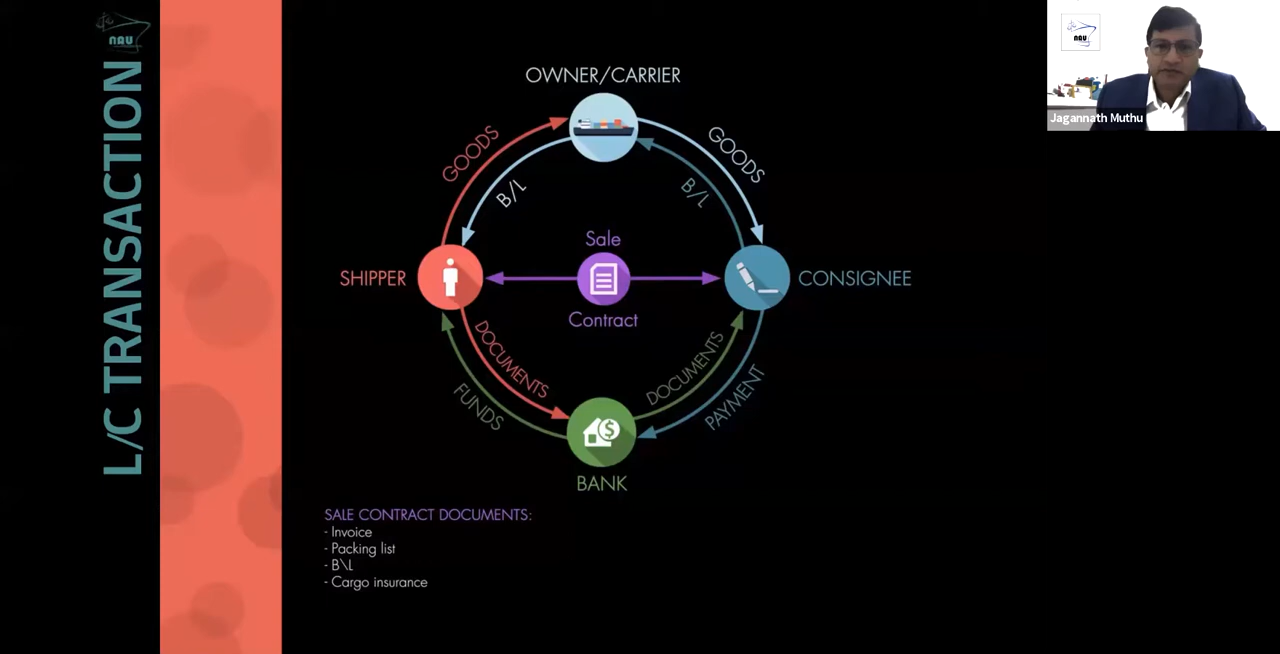 L/C TRANSACTION
nau
OWNER/CARRIER
GOODS
B/L
GOODS
B/L
SHIPPER
Sale
Contract
CONSIGNEE
DOCUMENTS
FUNDS
DOCUMENTS
PAYMENT
$
BANK
SALE CONTRACT DOCUMENTS:
- Invoice
- Packing list
- B\L
- Cargo insurance
nau
Jagannath Muthu